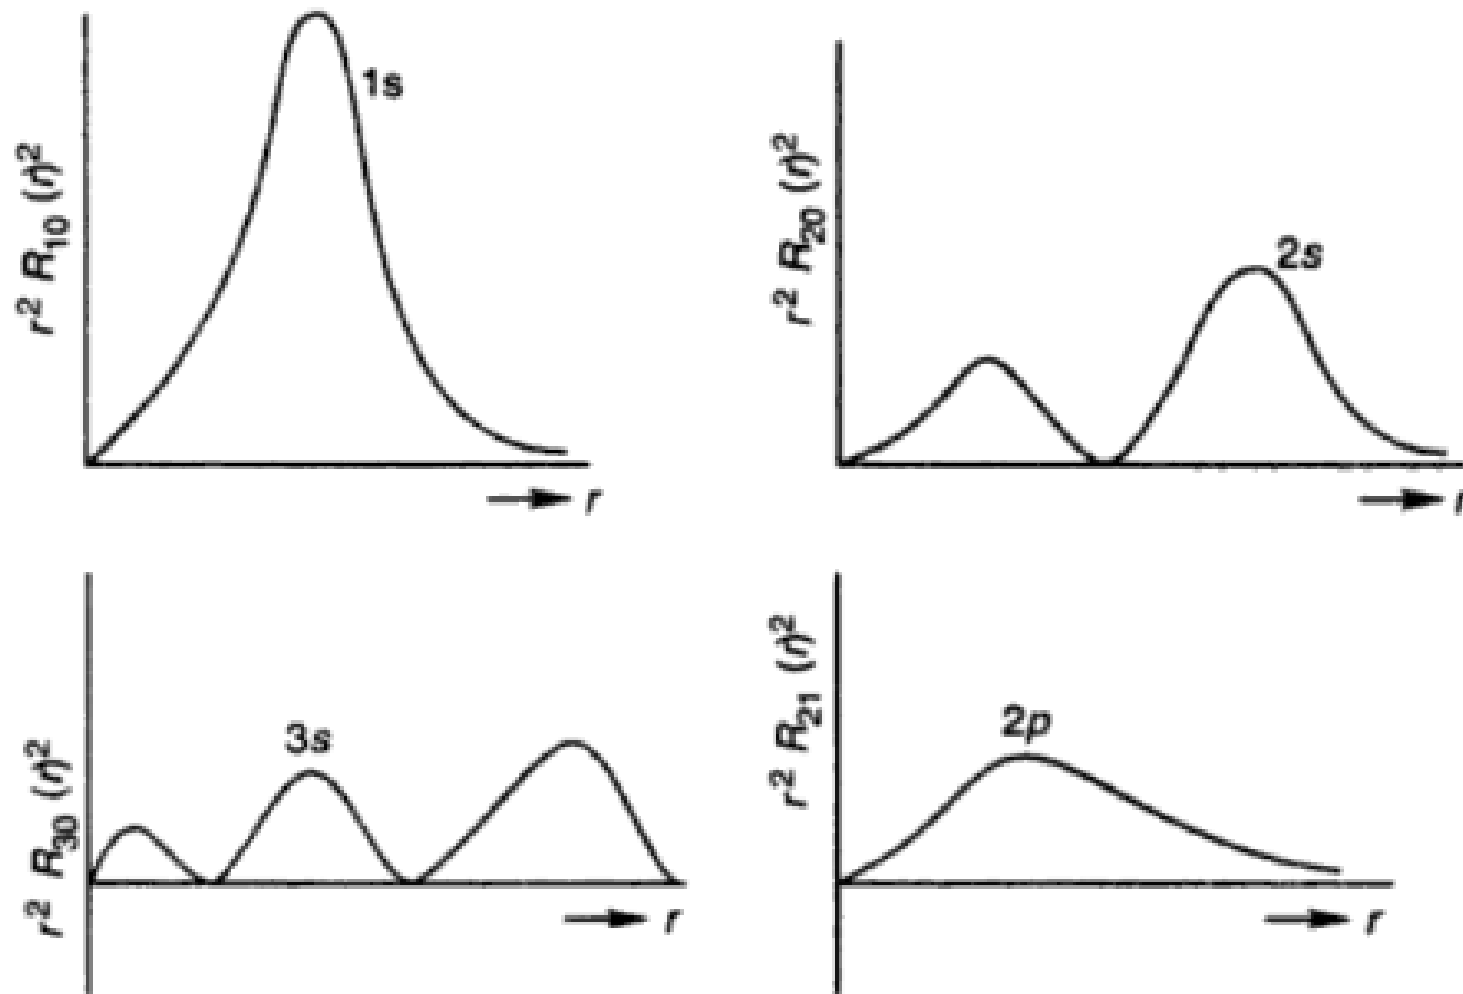 r² R₁₀ (r)²
1s
r
r² R₂₀ (r)²
2s
r
r² R₃₀ (r)²
3s
r
r² R₂₁ (r)²
2p
r